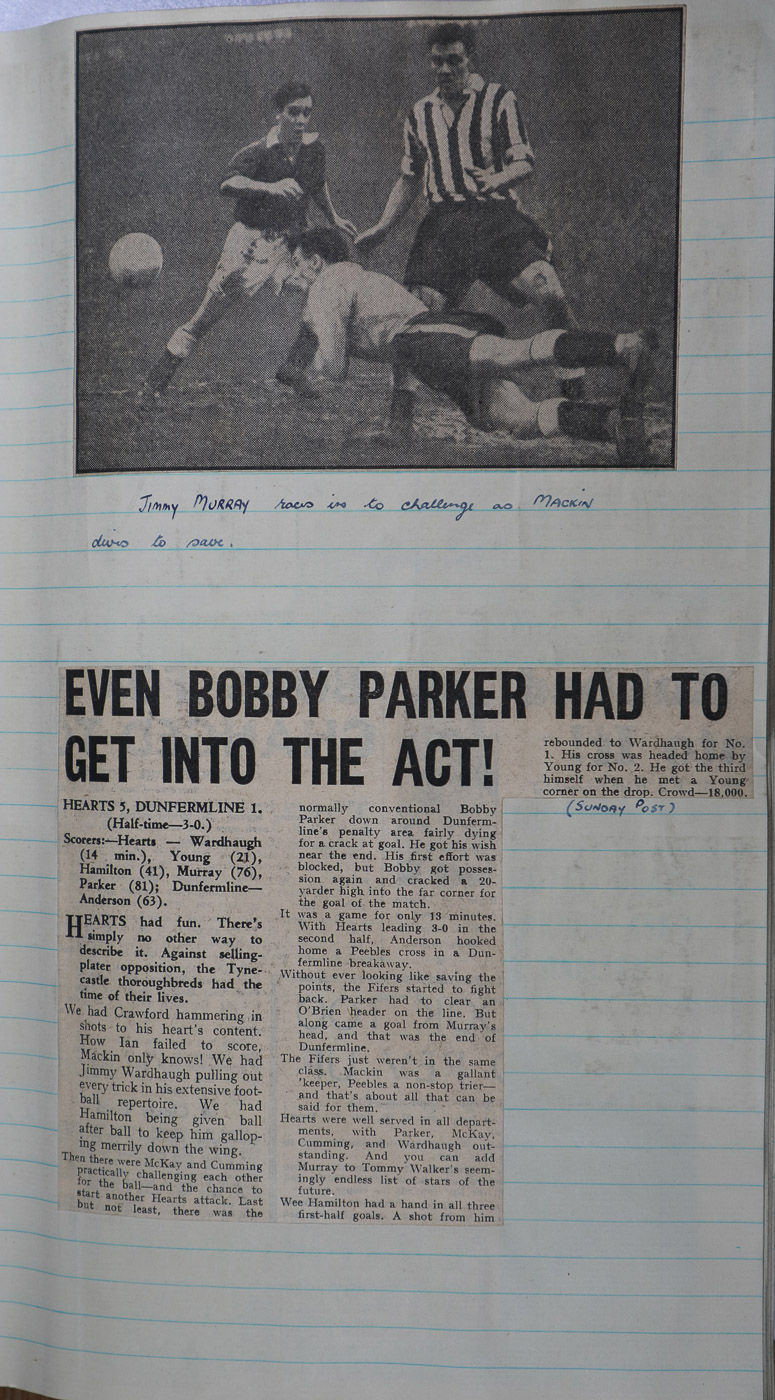 Jimmy MURRAY races in to challenge as MACKIN
dives to save.
EVEN BOBBY PARKER HAD TO
GET INTO THE ACT!
HEARTS 5, DUNFERMLINE 1.
(Half-time—3-0.)
Scorers:—Hearts — Wardhaugh
(14 min.), Young (21),
Hamilton (41), Murray (76),
Parker (81); Dunfermline—
Anderson (63).
HEARTS had fun. There's
simply no other way to
describe it. Against selling-
plater opposition, the Tyne-
castle thoroughbreds had the
time of their lives.
We had Crawford hammering in
shots to his heart's content.
How Ian failed to score,
Mackin only knows! We had
Jimmy Wardhaugh pulling out
every trick in his extensive foot-
ball repertoire. We had
Hamilton being given ball
after ball to keep him gallop-
ing merrily down the wing.
Then there were McKay and Cumming
practically challenging each other
for the ball—and the chance to
start another Hearts attack. Last
but not least, there was the
normally conventional Bobby
Parker down around Dunferm-
line's penalty area fairly dying
for a crack at goal. He got his wish
near the end. His first effort was
blocked, but Bobby got posses-
sion again and cracked a 20-
yarder high into the far corner for
the goal of the match.
It was a game for only 13 minutes.
With Hearts leading 3-0 in the
second half, Anderson hooked
home a Peebles cross in a Dun-
fermline breakaway.
Without ever looking like saving the
points, the Fifers started to fight
back. Parker had to clear an
O'Brien header on the line. But
along came a goal from Murray's
head, and that was the end of
Dunfermline.
The Fifers just weren't in the same
class. Mackin was a gallant
'keeper, Peebles a non-stop trier—
and that's about all that can be
said for them.
Hearts were well served in all depart-
ments, with Parker, McKay,
Cumming, and Wardhaugh out-
standing. And you can add
Murray to Tommy Walker's seem-
ingly endless list of stars of the
future.
Wee Hamilton had a hand in all three
first-half goals. A shot from him
rebounded to Wardhaugh for No.
1. His cross was headed home by
Young for No. 2. He got the third
himself when he met a Young
corner on the drop. Crowd—18,000.
(SUNDAY POST)